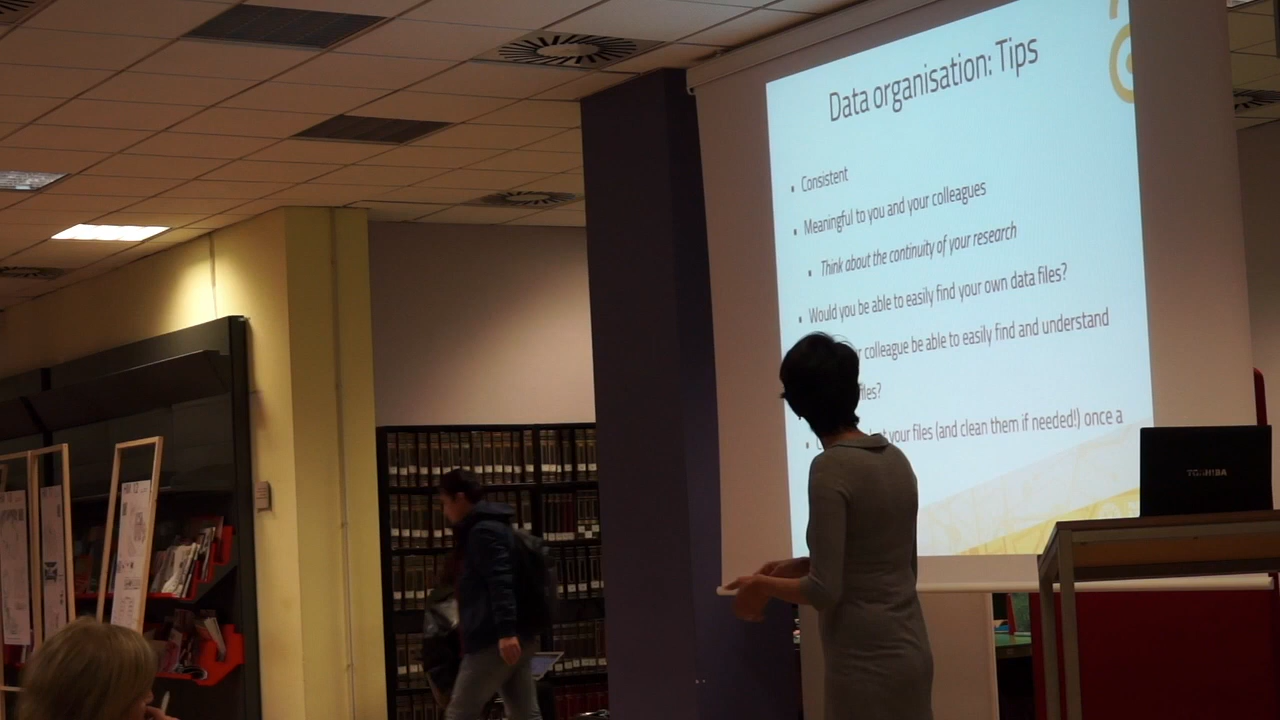 Data organisation: Tips
Consistent
Meaningful to you and your colleagues
Think about the continuity of your research
Would you be able to easily find your own data files?
colleague be able to easily find and understand
files?
your files (and clean them if needed!) once a
TOSHIBA